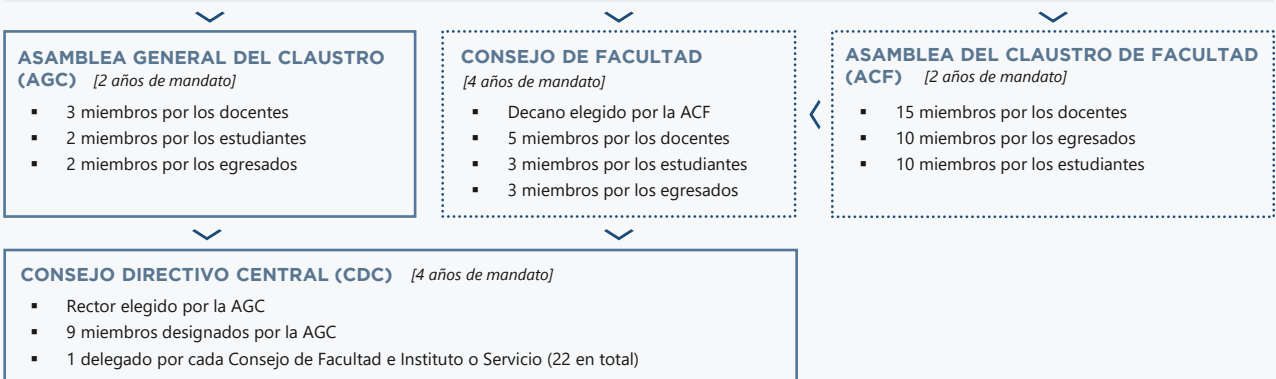 ASAMBLEA GENERAL DEL CLAUSTRO
(AGC) [2 años de mandato]
▪ 3 miembros por los docentes
▪ 2 miembros por los estudiantes
▪ 2 miembros por los egresados
CONSEJO DE FACULTAD
[4 años de mandato]
▪ Decano elegido por la ACF
▪ 5 miembros por los docentes
▪ 3 miembros por los estudiantes
▪ 3 miembros por los egresados
ASAMBLEA DEL CLAUSTRO DE FACULTAD
(ACF) [2 años de mandato]
▪ 15 miembros por los docentes
▪ 10 miembros por los egresados
▪ 10 miembros por los estudiantes
CONSEJO DIRECTIVO CENTRAL (CDC) [4 años de mandato]
▪ Rector elegido por la AGC
▪ 9 miembros designados por la AGC
▪ 1 delegado por cada Consejo de Facultad e Instituto o Servicio (22 en total)